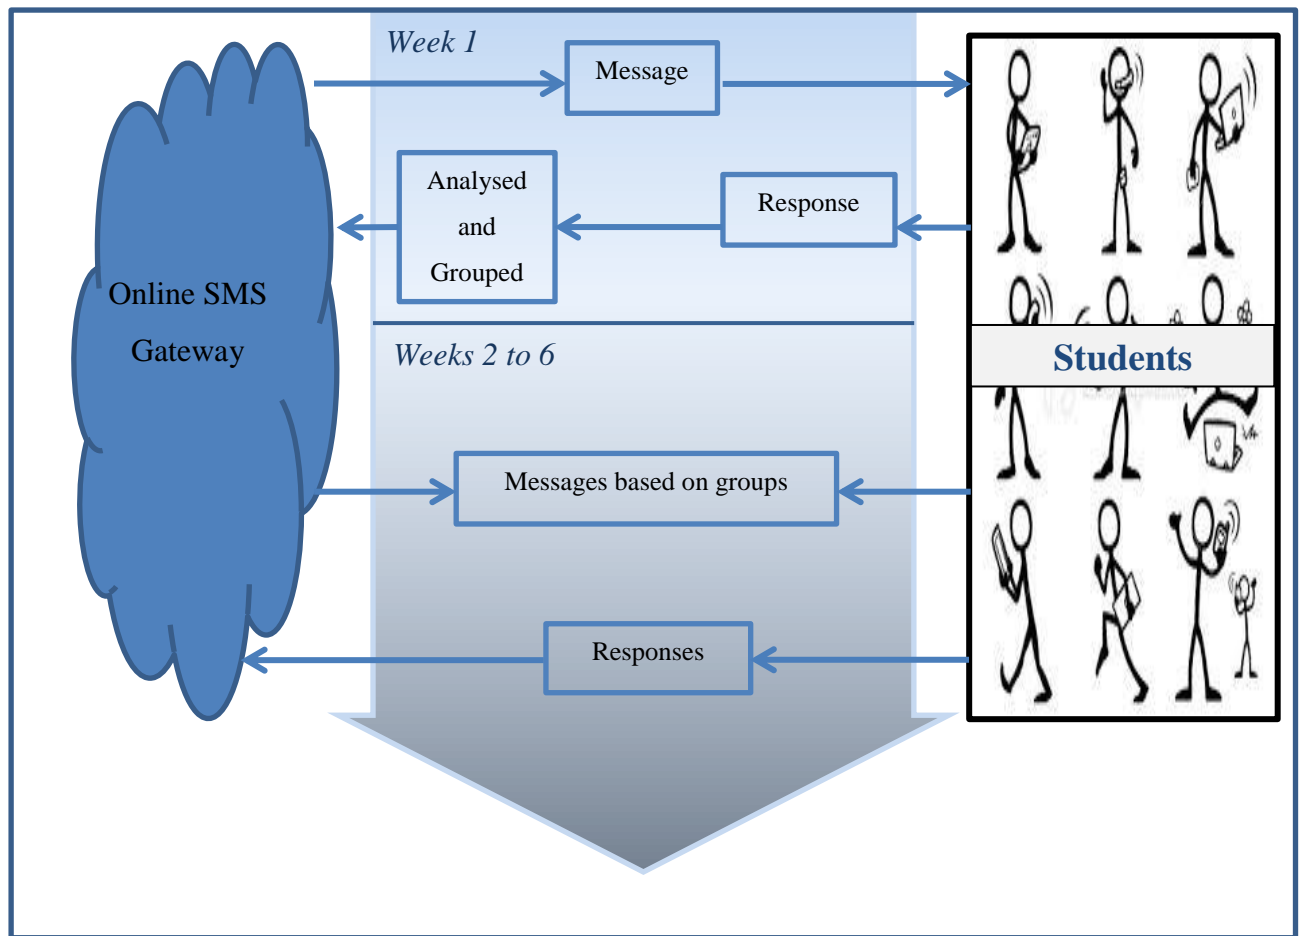 Week 1
Message
Analysed
and
Grouped
Response
Online SMS
Gateway
Weeks 2 to 6
Students
Messages based on groups
Responses